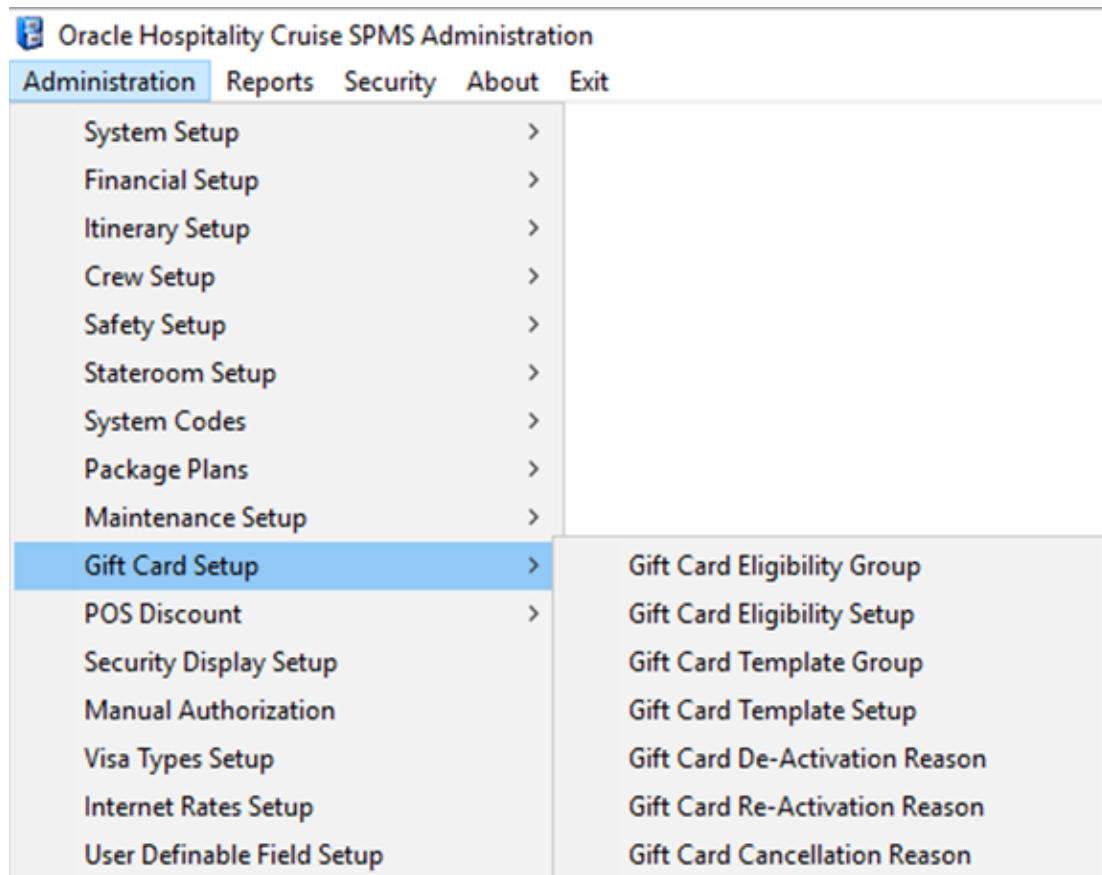 Oracle Hospitality Cruise SPMS Administration
Administration Reports Security About Exit
System Setup
Financial Setup
Itinerary Setup
Crew Setup
Safety Setup
Stateroom Setup
System Codes
Package Plans
Maintenance Setup
Gift Card Setup
POS Discount
Security Display Setup
Manual Authorization
Visa Types Setup
Internet Rates Setup
User Definable Field Setup
Gift Card Eligibility Group
Gift Card Eligibility Setup
Gift Card Template Group
Gift Card Template Setup
Gift Card De-Activation Reason
Gift Card Re-Activation Reason
Gift Card Cancellation Reason